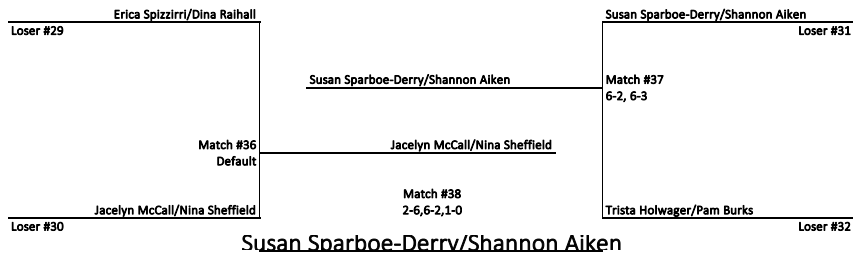 Erica Spizzirri/Dina Raihall
Loser #29
Susan Sparboe-Derry/Shannon Aiken
Loser #31
Susan Sparboe-Derry/Shannon Aiken
Match #37
6-2, 6-3
Match #36
Default
Jacelyn McCall/Nina Sheffield
Match #38
2-6,6-2,1-0
Jacelyn McCall/Nina Sheffield
Loser #30
Trista Holwager/Pam Burks
Loser #32
Susan Sparboe-Derry/Shannon Aiken